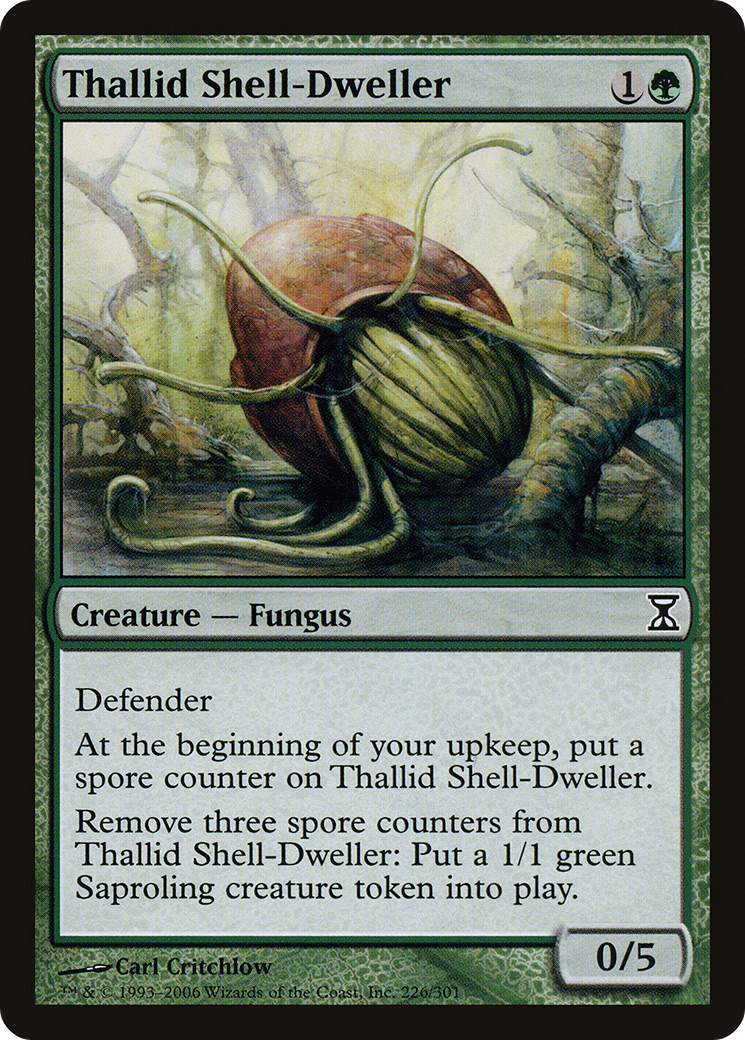 Thallid Shell-Dweller 1
Creature — Fungus
Defender
At the beginning of your upkeep, put a
spore counter on Thallid Shell-Dweller.
Remove three spore counters from
Thallid Shell-Dweller: Put a 1/1 green
Saproling creature token into play.
0/5
Carl Critchlow
™ & © 1993–2006 Wizards of the Coast, Inc. 226/301